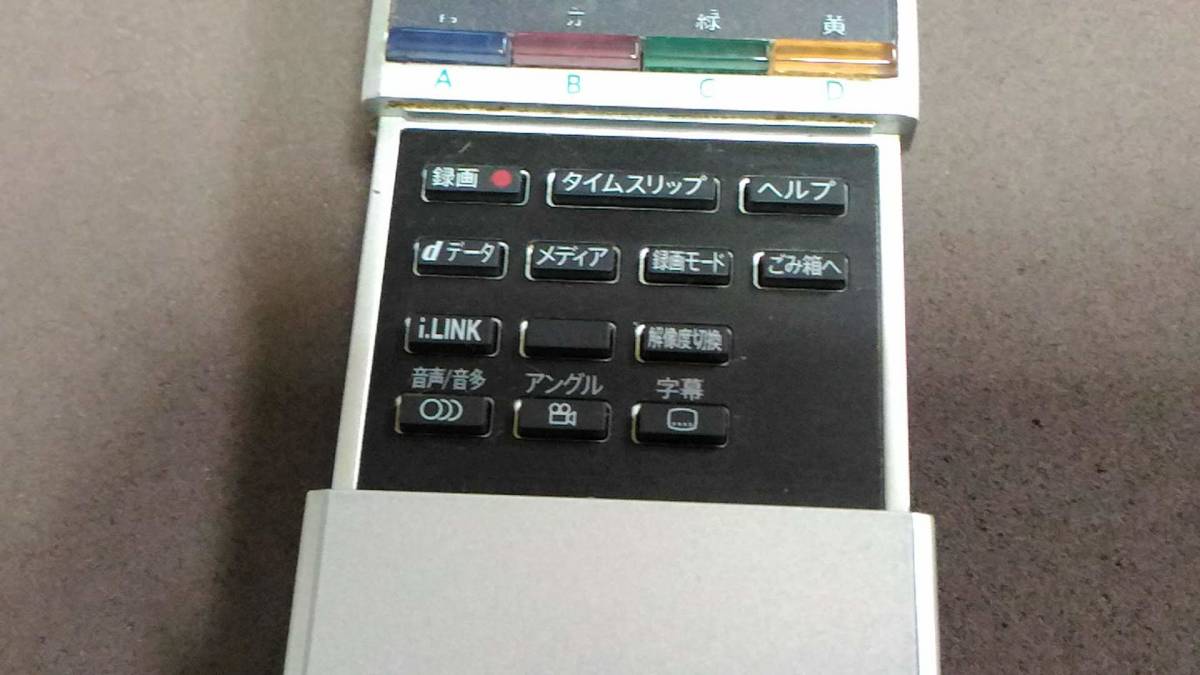 緑 黄
A B C D
録画 タイムスリップ ヘルプ
dデータ メディア 録画モード ごみ箱へ
i.LINK 解像度切換
音声/音多 アングル 字幕